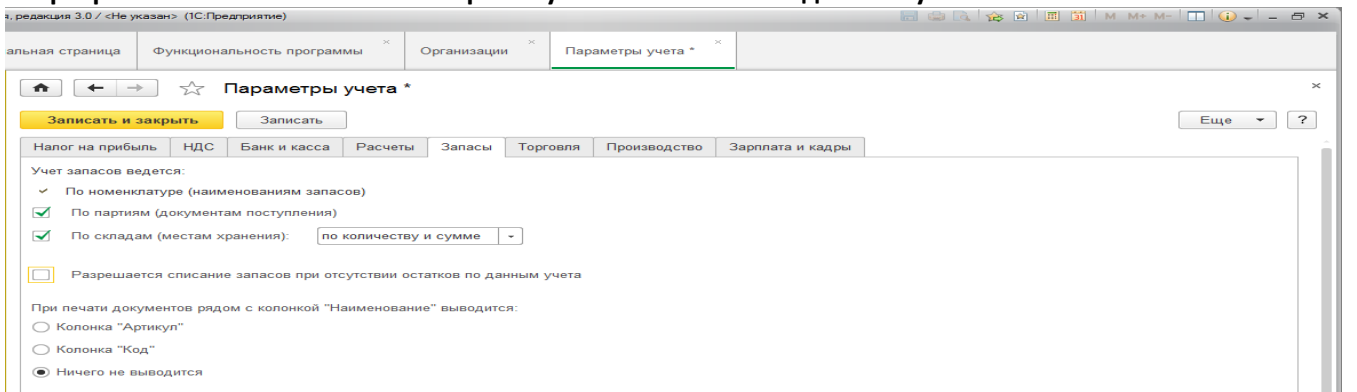 , редакция 3.0 / <Не указан> (1С:Предприятие) M M+ M-
альная страница Функциональность программы Организации Параметры учета *
Параметры учета *
Записать и закрыть Записать Еще ?
Налог на прибыль НДС Банк и касса Расчеты Запасы Торговля Производство Зарплата и кадры
Учет запасов ведется:
По номенклатуре (наименованиям запасов)
По партиям (документам поступления)
По складам (местам хранения): по количеству и сумме
Разрешается списание запасов при отсутствии остатков по данным учета
При печати документов рядом с колонкой "Наименование" выводится:
Колонка "Артикул"
Колонка "Код"
Ничего не выводится